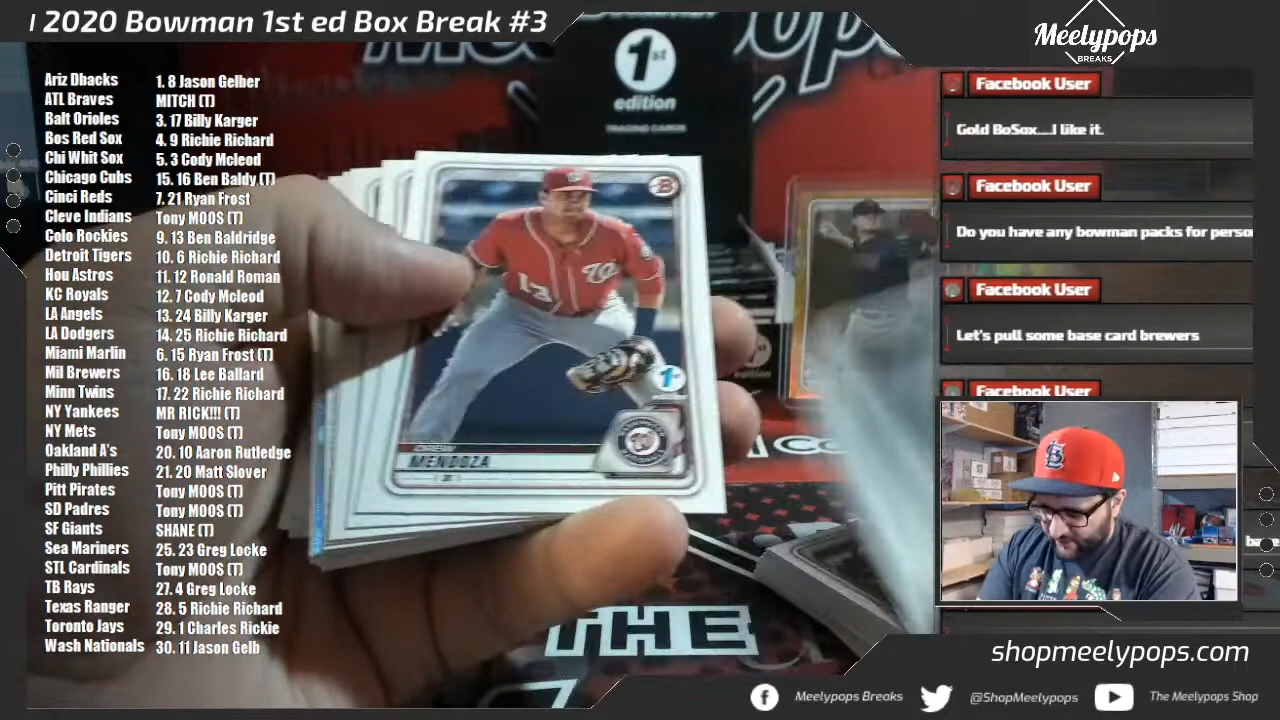 2020 Bowman 1st ed Box Break #3
Meelypops
BREAKS
Ariz Dbacks 1. 8 Jason Gelber
ATL Braves MITCH (T)
Balt Orioles 3. 17 Billy Karger
Bos Red Sox 4. 9 Richie Richard
Chi Whit Sox 5. 3 Cody Mcleod
Chicago Cubs 15. 16 Ben Baldy (T)
Cinci Reds 7. 21 Ryan Frost
Cleve Indians Tony MOOS (T)
Colo Rockies 9. 13 Ben Baldridge
Detroit Tigers 10. 6 Richie Richard
Hou Astros 11. 12 Ronald Roman
KC Royals 12. 7 Cody Mcleod
LA Angels 13. 24 Billy Karger
LA Dodgers 14. 25 Richie Richard
Miami Marlin 6. 15 Ryan Frost (T)
Mil Brewers 16. 18 Lee Ballard
Minn Twins 17. 22 Richie Richard
NY Yankees MR RICK!!! (T)
NY Mets Tony MOOS (T)
Oakland A's 20. 10 Aaron Rutledge
Philly Phillies 21. 20 Matt Slover
Pitt Pirates Tony MOOS (T)
SD Padres Tony MOOS (T)
SF Giants SHANE (T)
Sea Mariners 25. 23 Greg Locke
STL Cardinals Tony MOOS (T)
TB Rays 27. 4 Greg Locke
Texas Ranger 28. 5 Richie Richard
Toronto Jays 29. 1 Charles Rickie
Wash Nationals 30. 11 Jason Gelb
1st
edition
TRADING CARDS
B
13
W
1st
edition
DREW
MENDOZA
THE
Facebook User
Gold BoSox....I like it.
Facebook User
Do you have any bowman packs for perso
Facebook User
Let's pull some base card brewers
Facebook User
base
shopmeelypops.com
Meelypops Breaks
@ShopMeelypops
The Meelypops Shop